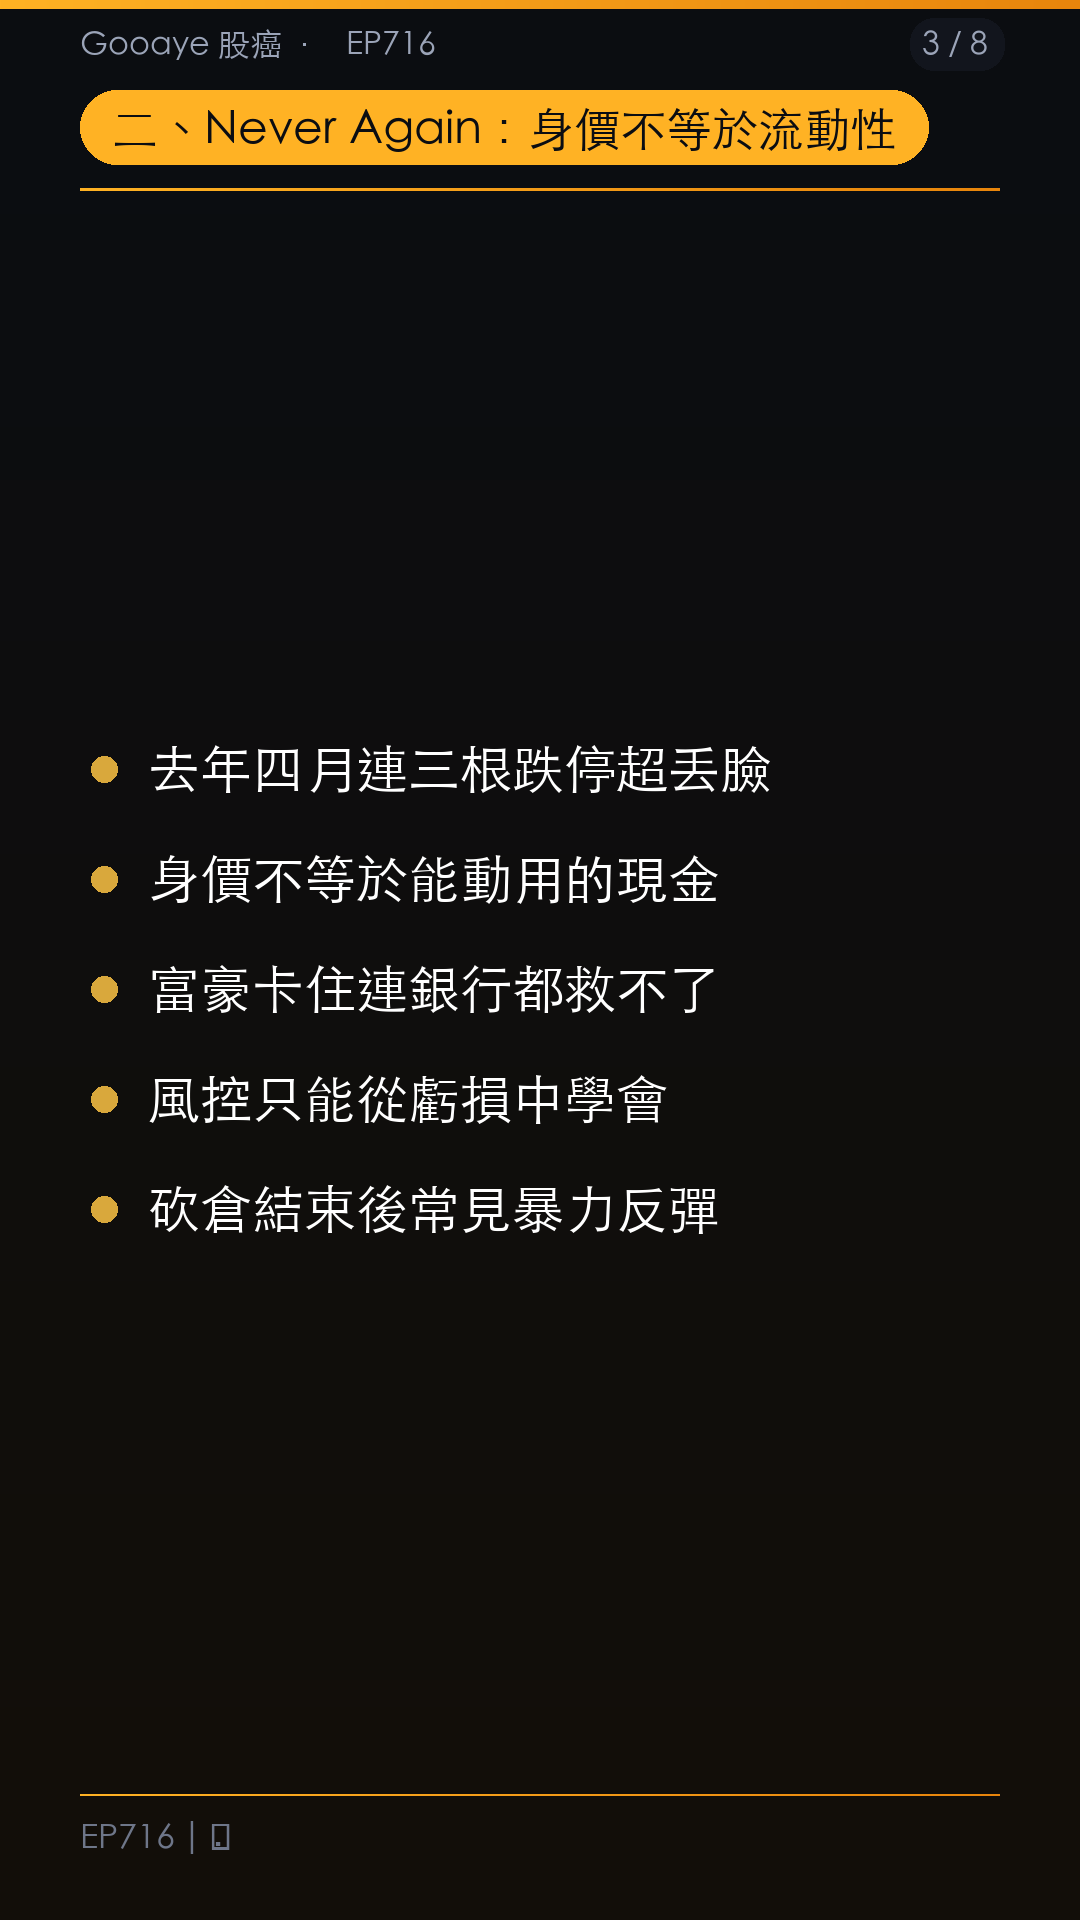 Gooaye 股癌 · EP716
3 / 8
二、Never Again：身價不等於流動性
去年四月連三根跌停超丟臉
身價不等於能動用的現金
富豪卡住連銀行都救不了
風控只能從虧損中學會
砍倉結束後常見暴力反彈
EP716 |